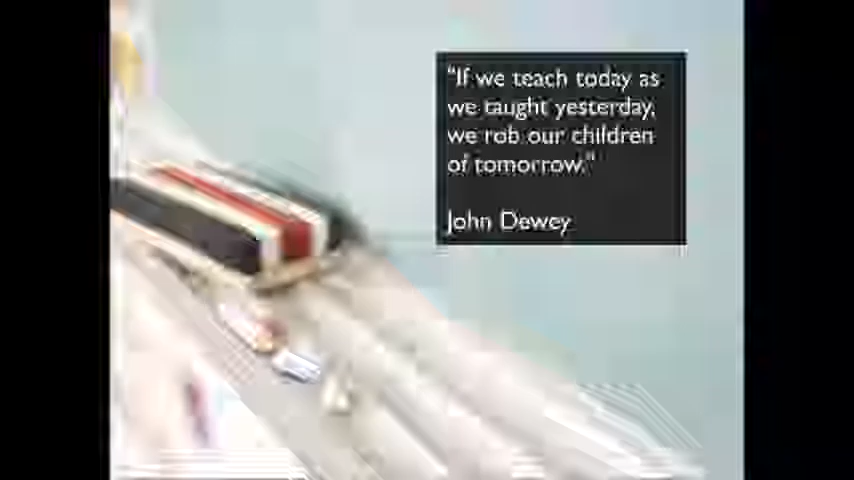 "If we teach today as
we taught yesterday,
we rob our children
of tomorrow."
John Dewey